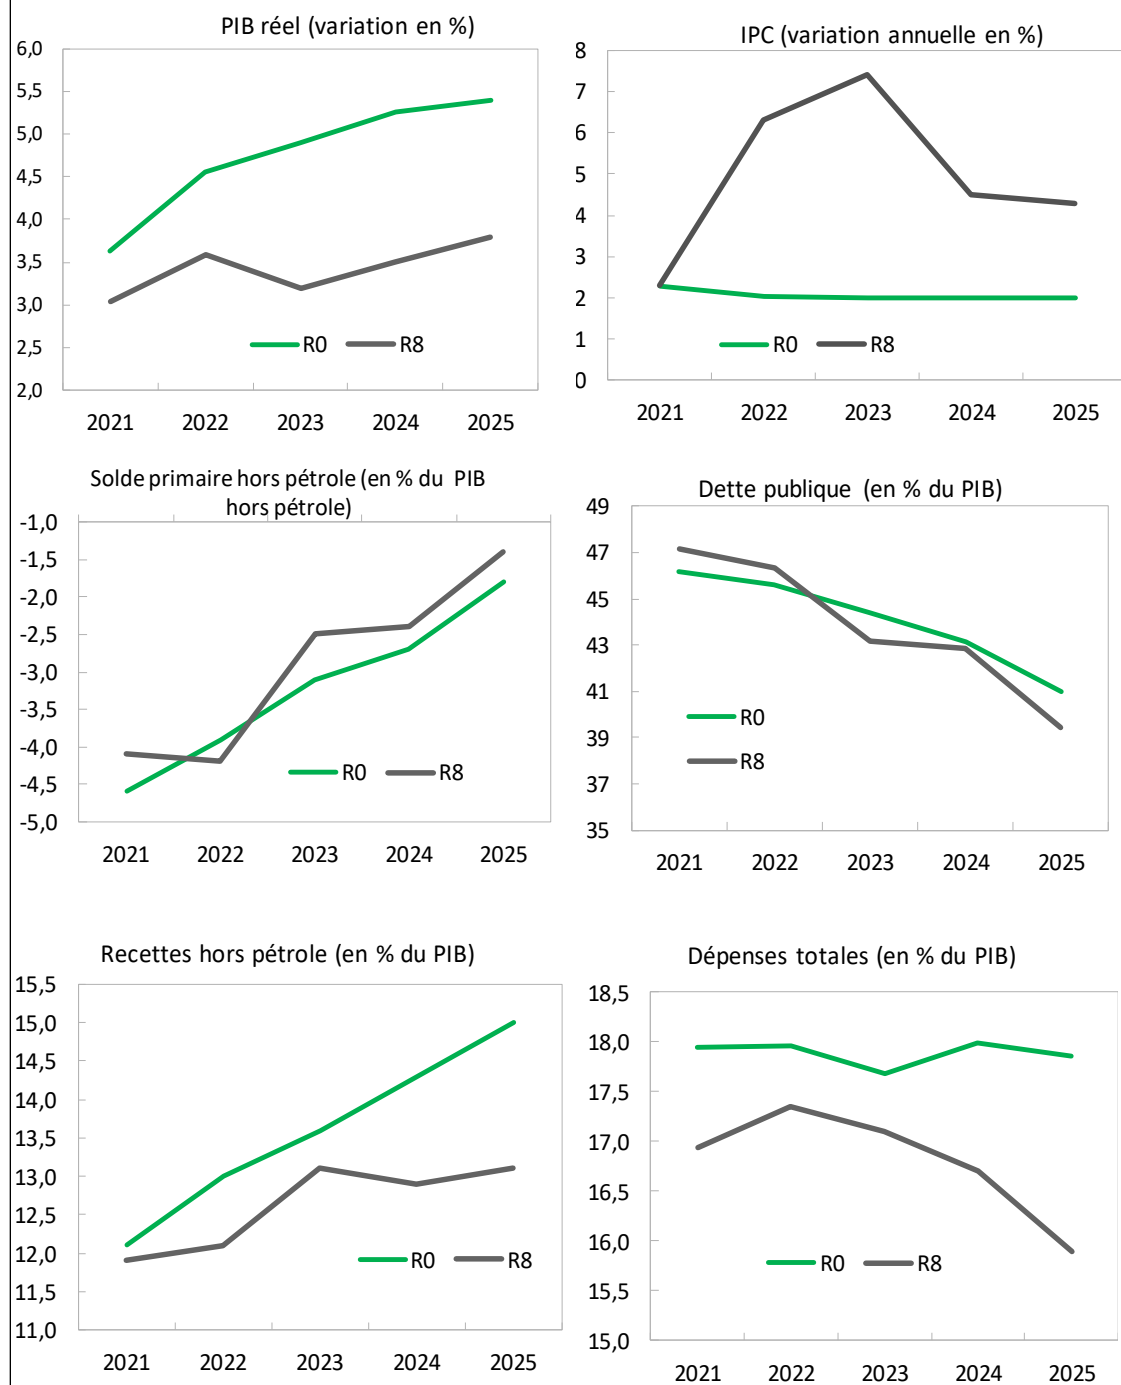 PIB réel (variation en %)
6,0
5,5
5,0
4,5
4,0
3,5
3,0
2,5
2,0
R0 R8
2021 2022 2023 2024 2025
IPC (variation annuelle en %)
8
7
6
5
4
3
2
1
0
R0 R8
2021 2022 2023 2024 2025
Solde primaire hors pétrole (en % du PIB
hors pétrole)
-1,0
-1,5
-2,0
-2,5
-3,0
-3,5
-4,0
-4,5
-5,0
R0 R8
2021 2022 2023 2024 2025
Dette publique (en % du PIB)
49
47
45
43
41
39
37
35
R0
R8
2021 2022 2023 2024 2025
Recettes hors pétrole (en % du PIB)
15,5
15,0
14,5
14,0
13,5
13,0
12,5
12,0
11,5
11,0
R0 R8
2021 2022 2023 2024 2025
Dépenses totales (en % du PIB)
18,5
18,0
17,5
17,0
16,5
16,0
15,5
15,0
R0 R8
2021 2022 2023 2024 2025